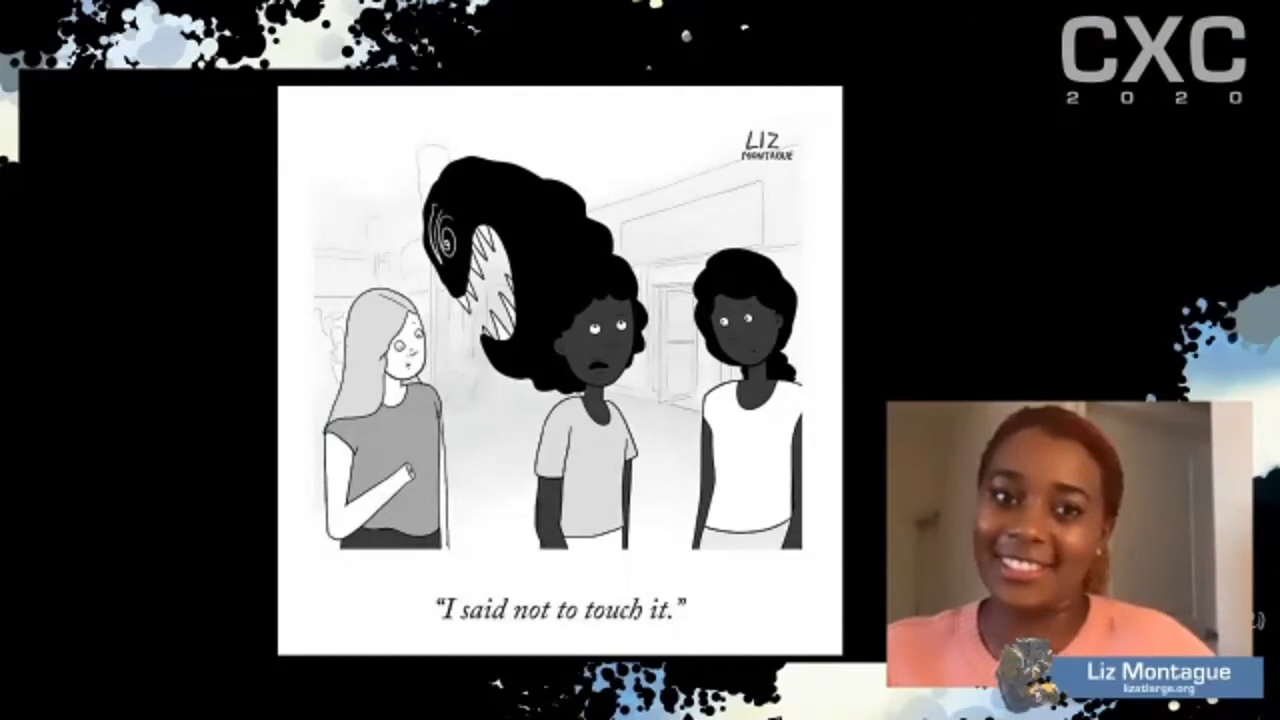 CXC
2020
LIZ
MONTAGUE
“I said not to touch it.”
Liz Montague
lizatlarge.org